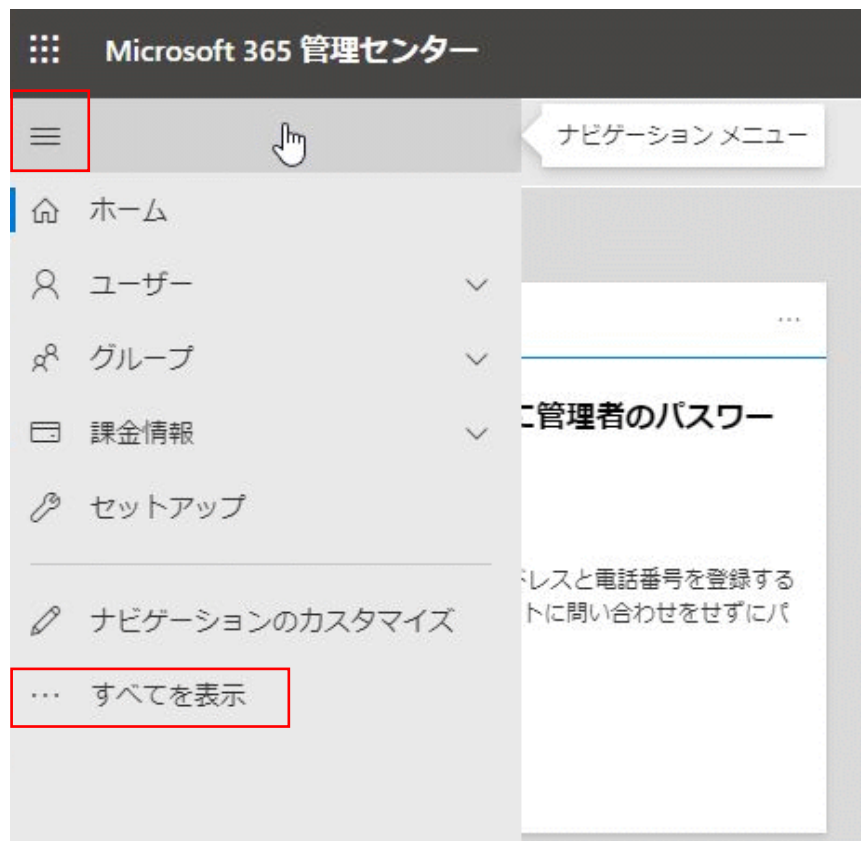 Microsoft 365 管理センター
ナビゲーション メニュー
ホーム
ユーザー
グループ
課金情報
セットアップ
ナビゲーションのカスタマイズ
… すべてを表示
…
に管理者のパスワー
ドレスと電話番号を登録する
トに問い合わせをせずにパ